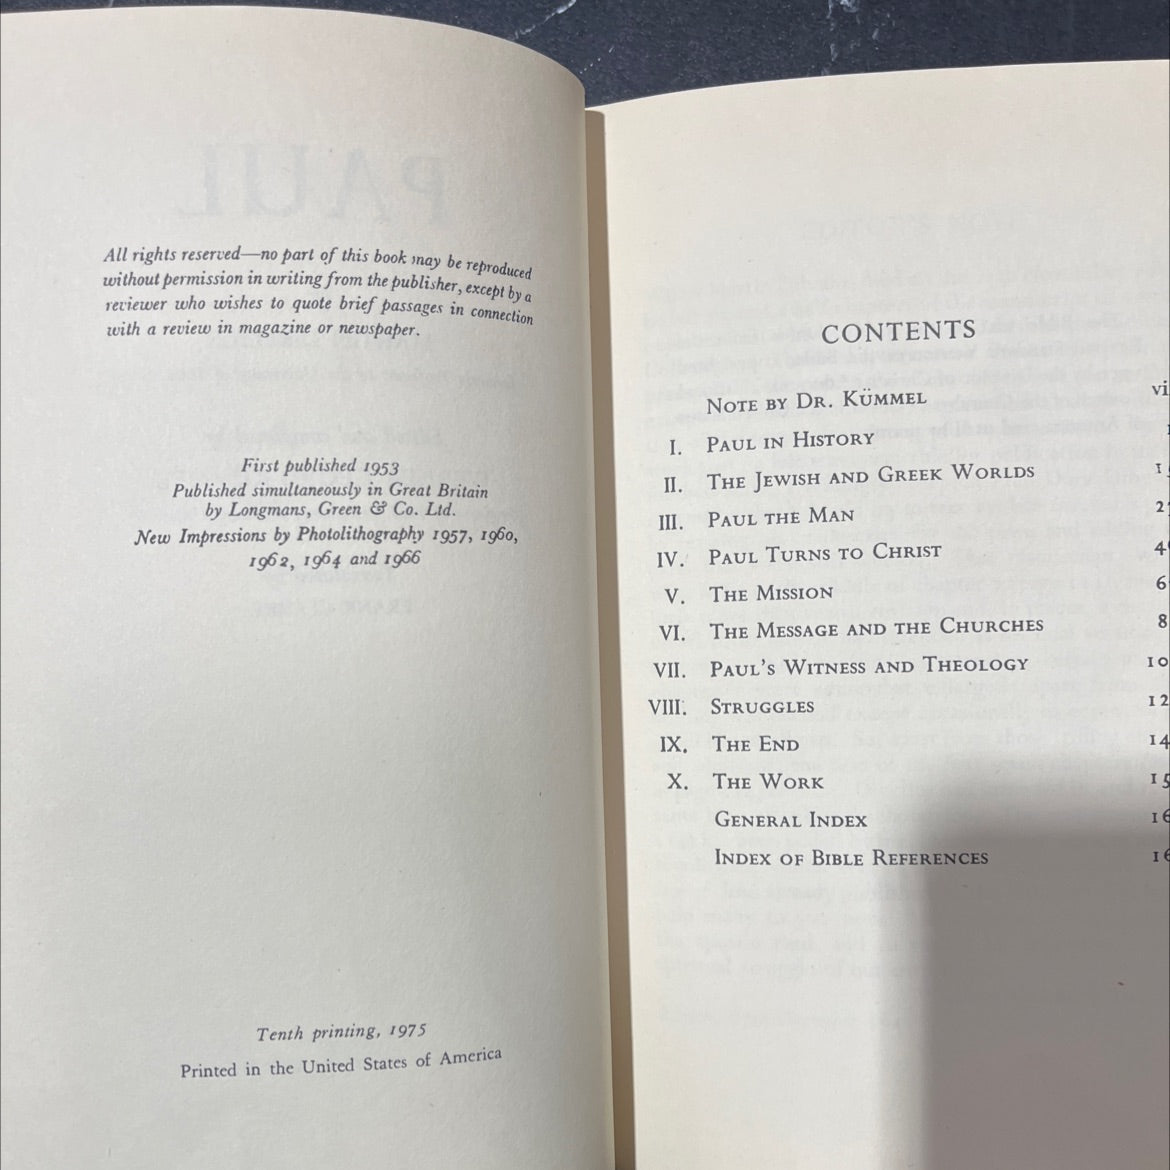 All rights reserved—no part of this book may be reproduced
without permission in writing from the publisher, except by a
reviewer who wishes to quote brief passages in connection
with a review in magazine or newspaper.
First published 1953
Published simultaneously in Great Britain
by Longmans, Green & Co. Ltd.
New Impressions by Photolithography 1957, 1960,
1962, 1964 and 1966
Tenth printing, 1975
Printed in the United States of America
CONTENTS
Note by Dr. Kümmel
I. Paul in History
II. The Jewish and Greek Worlds
III. Paul the Man
IV. Paul Turns to Christ
V. The Mission
VI. The Message and the Churches
VII. Paul's Witness and Theology
VIII. Struggles
IX. The End
X. The Work
General Index
Index of Bible References